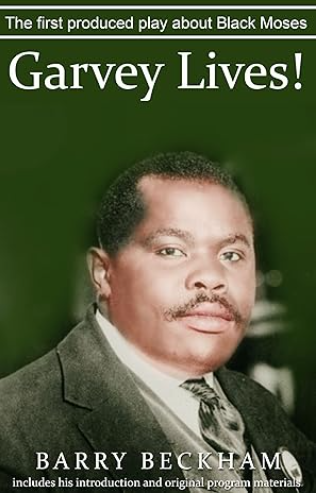 The first produced play about Black Moses
Garvey Lives!
BARRY BECKHAM
includes his introduction and original program materials